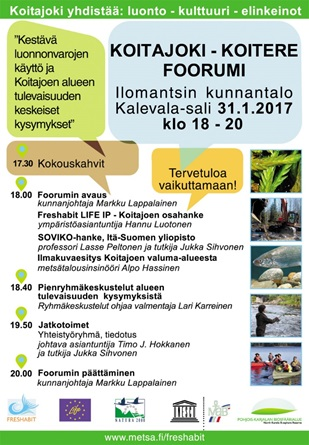 Koitajoki yhdistää: luonto - kulttuuri - elinkeinot
"Kestävä
luonnonvarojen
käyttö ja
Koitajoen alueen
tulevaisuuden
keskeiset
kysymykset"
KOITAJOKI - KOITERE
FOORUMI
Ilomantsin kunnantalo
Kalevala-sali 31.1.2017
klo 18 - 20
17.30 Kokouskahvit
Tervetuloa
vaikuttamaan!
18.00 Foorumin avaus
kunnanjohtaja Markku Lappalainen
Freshabit LIFE IP - Koitajoen osahanke
ympäristöasiantuntija Hannu Luotonen
SOVIKO-hanke, Itä-Suomen yliopisto
professori Lasse Peltonen ja tutkija Jukka Sihvonen
Ilmakuvaesitys Koitajoen valuma-alueesta
metsätalousinsinööri Alpo Hassinen
18.40 Pienryhmäkeskustelut alueen
tulevaisuuden kysymyksistä
Ryhmäkeskustelut ohjaa valmentaja Lari Karreinen
19.50 Jatkotoimet
Yhteistyöryhmä, tiedotus
johtava asiantuntija Timo J. Hokkanen
ja tutkija Jukka Sihvonen
20.00 Foorumin päättäminen
kunnanjohtaja Markku Lappalainen
FRESHABIT
life
NATURA 2000
MAB
www.metsa.fi/freshabit